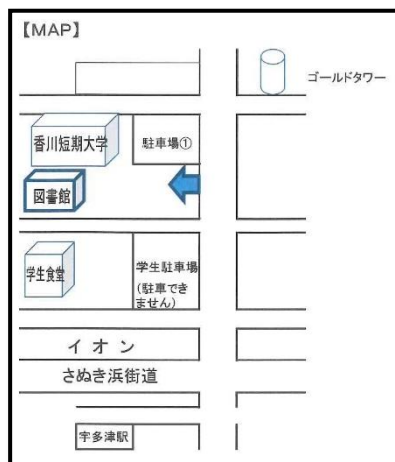 【MAP】
ゴールドタワー
香川短期大学
駐車場①
図書館
学生食堂
学生駐車場
(駐車でき
ません)
イオン
さぬき浜街道
宇多津駅